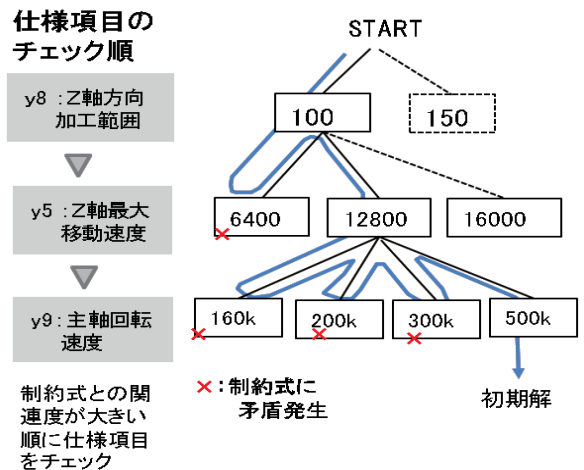 仕様項目の
チェック順
START
y8：Z軸方向
加工範囲
100
150
y5：Z軸最大
移動速度
6400
12800
16000
y9：主軸回転
速度
160k
200k
300k
500k
制約式との関
連度が大きい
順に仕様項目
をチェック
×：制約式に
矛盾発生
初期解